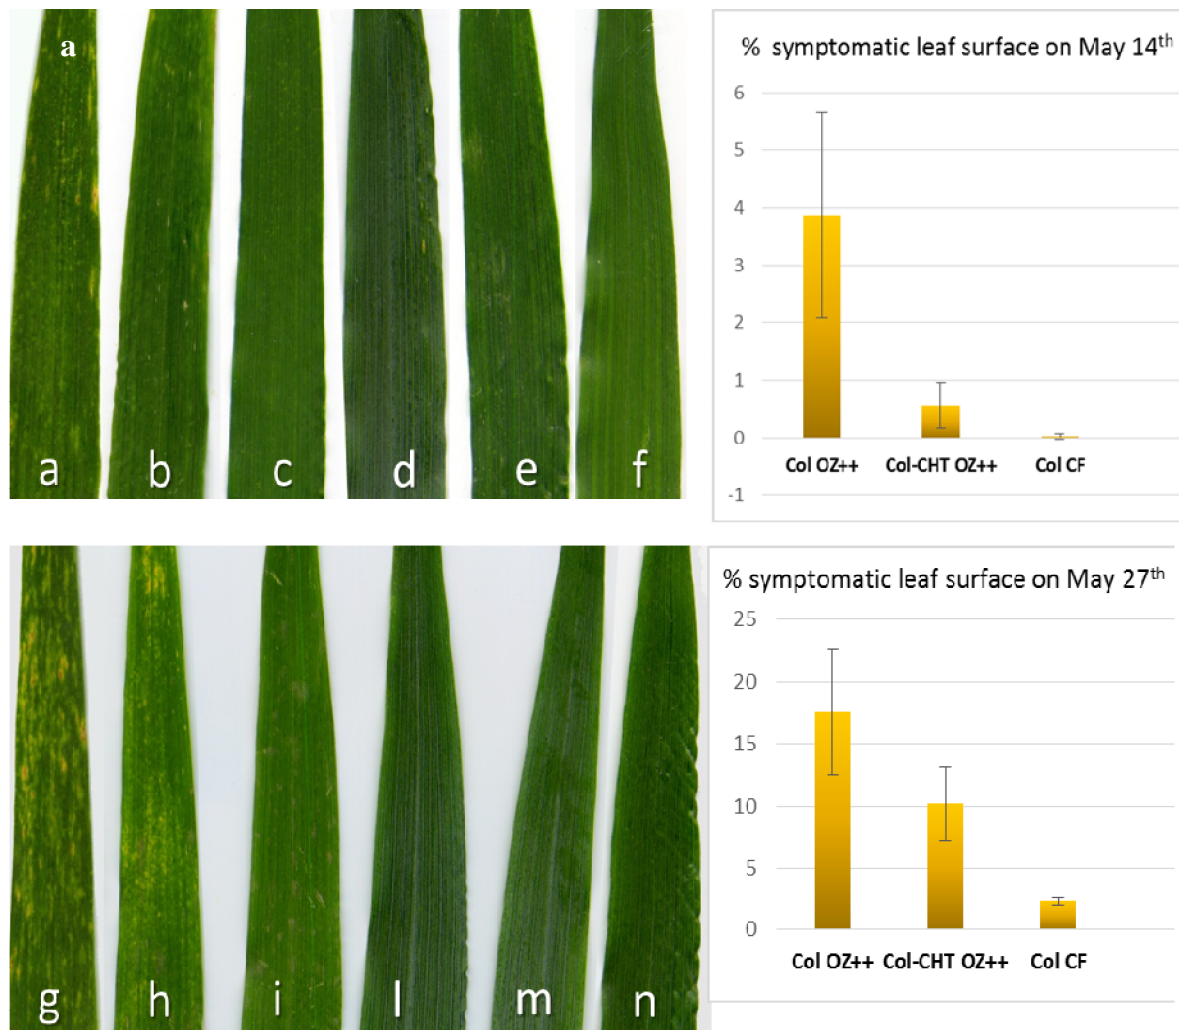 a
a b c d e f
% symptomatic leaf surface on May 14th
6
5
4
3
2
1
0
-1
Col OZ++ Col-CHT OZ++ Col CF
g h i l m n
% symptomatic leaf surface on May 27th
25
20
15
10
5
0
Col OZ++ Col-CHT OZ++ Col CF